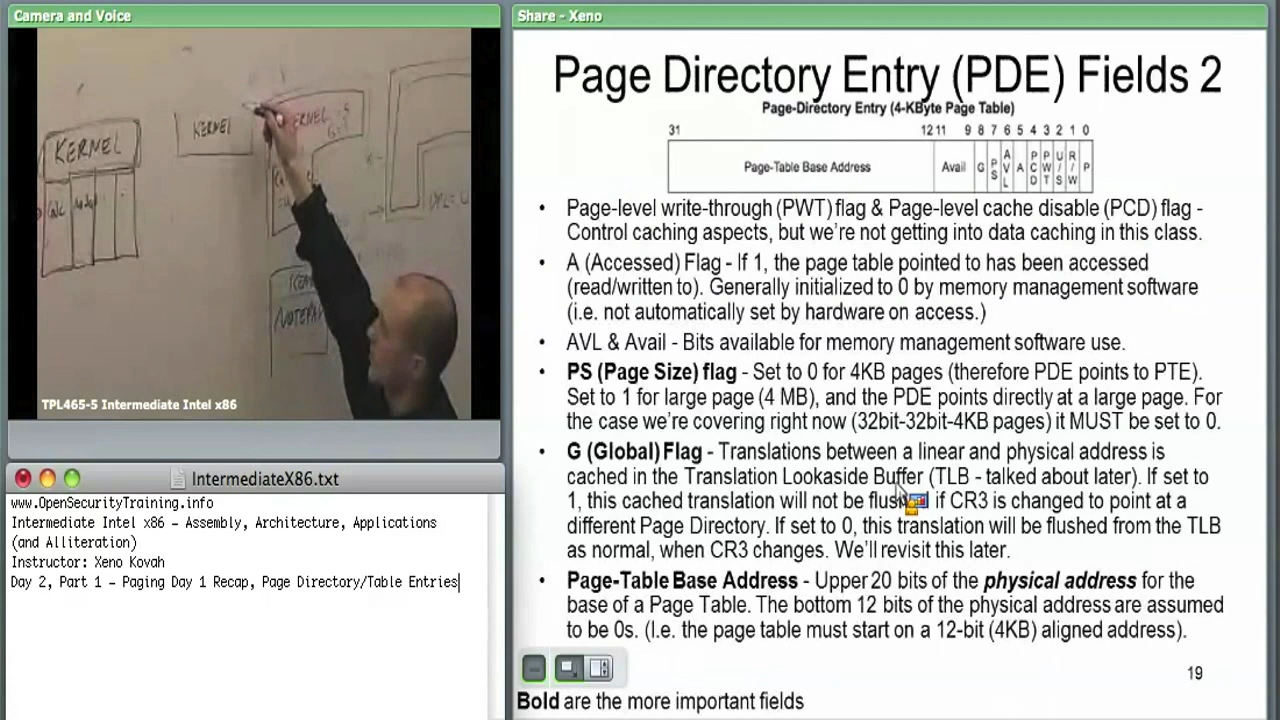 Camera and Voice
KERNEL
KERNEL
KERNEL
G=1
Calc
NOTEPAD
TPL465-5 Intermediate Intel x86
IntermediateX86.txt
www.OpenSecurityTraining.info
Intermediate Intel x86 – Assembly, Architecture, Applications
(and Alliteration)
Instructor: Xeno Kovah
Day 2, Part 1 – Paging Day 1 Recap, Page Directory/Table Entries
Share - Xeno
Page Directory Entry (PDE) Fields 2
Page-Directory Entry (4-KByte Page Table)
31 12 11 9 8 7 6 5 4 3 2 1 0
Page-Table Base Address Avail G PS AVL A PCD PWT U/S R/W P
• Page-level write-through (PWT) flag & Page-level cache disable (PCD) flag -
Control caching aspects, but we're not getting into data caching in this class.
• A (Accessed) Flag - If 1, the page table pointed to has been accessed
(read/written to). Generally initialized to 0 by memory management software
(i.e. not automatically set by hardware on access.)
• AVL & Avail - Bits available for memory management software use.
• PS (Page Size) flag - Set to 0 for 4KB pages (therefore PDE points to PTE).
Set to 1 for large page (4 MB), and the PDE points directly at a large page. For
the case we're covering right now (32bit-32bit-4KB pages) it MUST be set to 0.
• G (Global) Flag - Translations between a linear and physical address is
cached in the Translation Lookaside Buffer (TLB - talked about later). If set to
1, this cached translation will not be flushed if CR3 is changed to point at a
different Page Directory. If set to 0, this translation will be flushed from the TLB
as normal, when CR3 changes. We'll revisit this later.
• Page-Table Base Address - Upper 20 bits of the physical address for the
base of a Page Table. The bottom 12 bits of the physical address are assumed
to be 0s. (I.e. the page table must start on a 12-bit (4KB) aligned address).
19
Bold are the more important fields